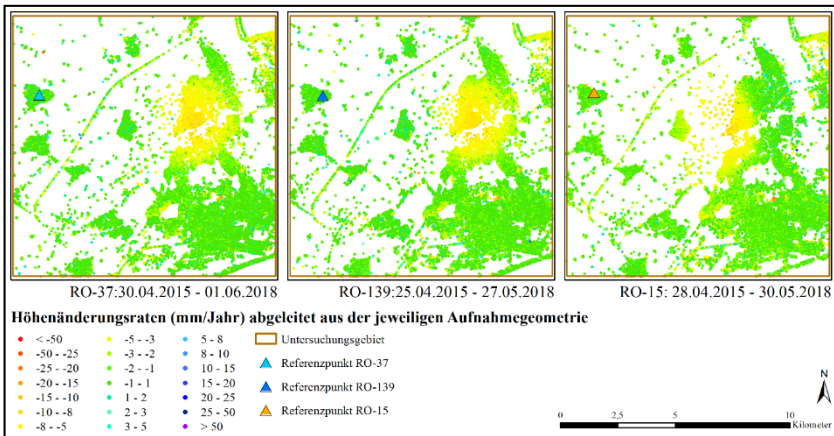 RO-37:30.04.2015 - 01.06.2018 RO-139:25.04.2015 - 27.05.2018 RO-15: 28.04.2015 - 30.05.2018
Höhenänderungsraten (mm/Jahr) abgeleitet aus der jeweiligen Aufnahmegeometrie
< -50 -5 - -3 5 - 8 Untersuchungsgebiet
-50 - -25 -3 - -2 8 - 10
-25 - -20 -2 - -1 10 - 15 Referenzpunkt RO-37
-20 - -15 -1 - 1 15 - 20 Referenzpunkt RO-139
-15 - -10 1 - 2 20 - 25
-10 - -8 2 - 3 25 - 50 Referenzpunkt RO-15
-8 - -5 3 - 5 > 50
N
0 2,5 5 10
Kilometer